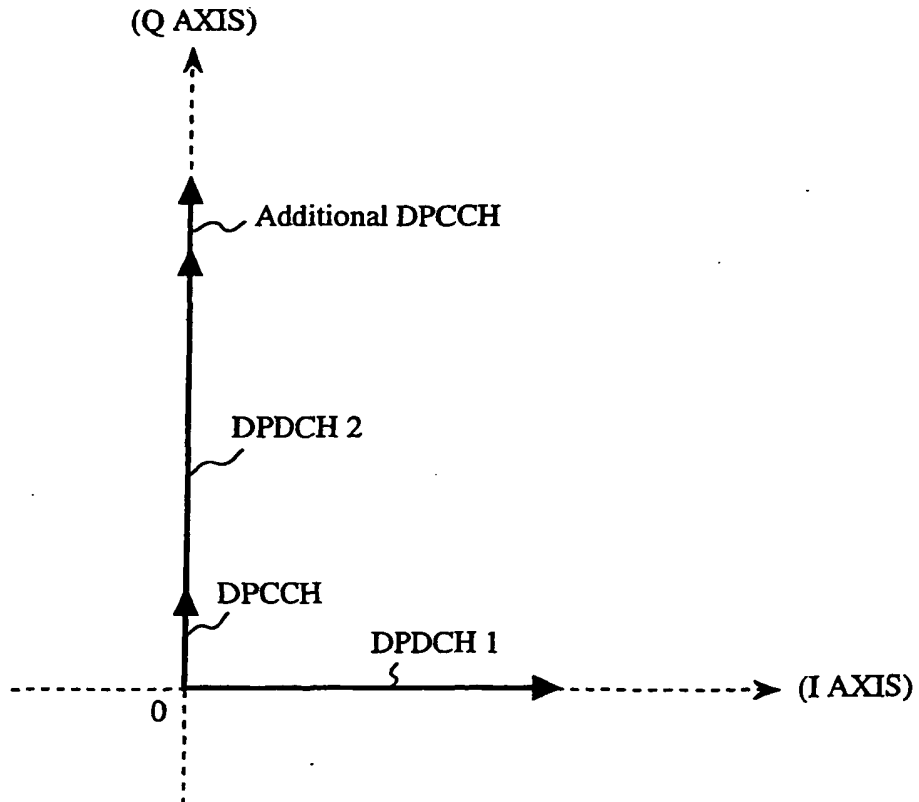 (Q AXIS)
Additional DPCCH
DPDCH 2
DPCCH
DPDCH 1
(I AXIS)
0